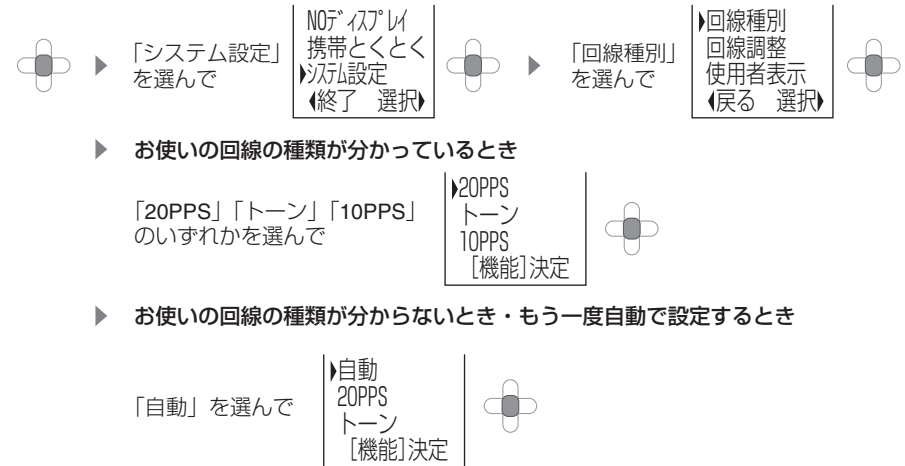 「システム設定」
を選んで
NOディスプレイ
携帯とくとく
▶システム設定
◀終了 選択▶
「回線種別」
を選んで
▶回線種別
回線調整
使用者表示
◀戻る 選択▶
▶ お使いの回線の種類が分かっているとき
「20PPS」「トーン」「10PPS」
のいずれかを選んで
▶20PPS
トーン
10PPS
[機能]決定
▶ お使いの回線の種類が分からないとき・もう一度自動で設定するとき
「自動」を選んで
▶自動
20PPS
トーン
[機能]決定